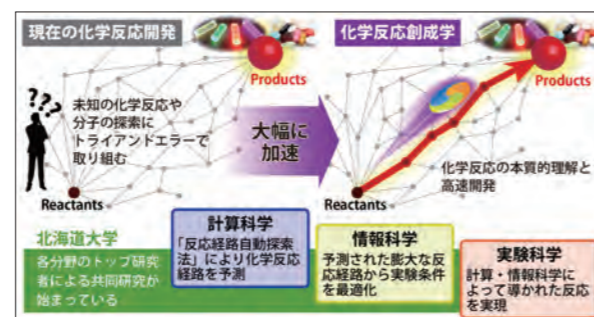 現在の化学反応開発
Products
???
未知の化学反応や
分子の探索に
トライアンドエラーで
取り組む
Reactants
大幅に
加速
化学反応創成学
Products
化学反応の本質的理解と
高速開発
Reactants
北海道大学
各分野のトップ研究
者による共同研究が
始まっている
計算科学
「反応経路自動探索
法」により化学反応
経路を予測
情報科学
予測された膨大な反
応経路から実験条件
を最適化
実験科学
計算・情報科学に
よって導かれた反応
を実現